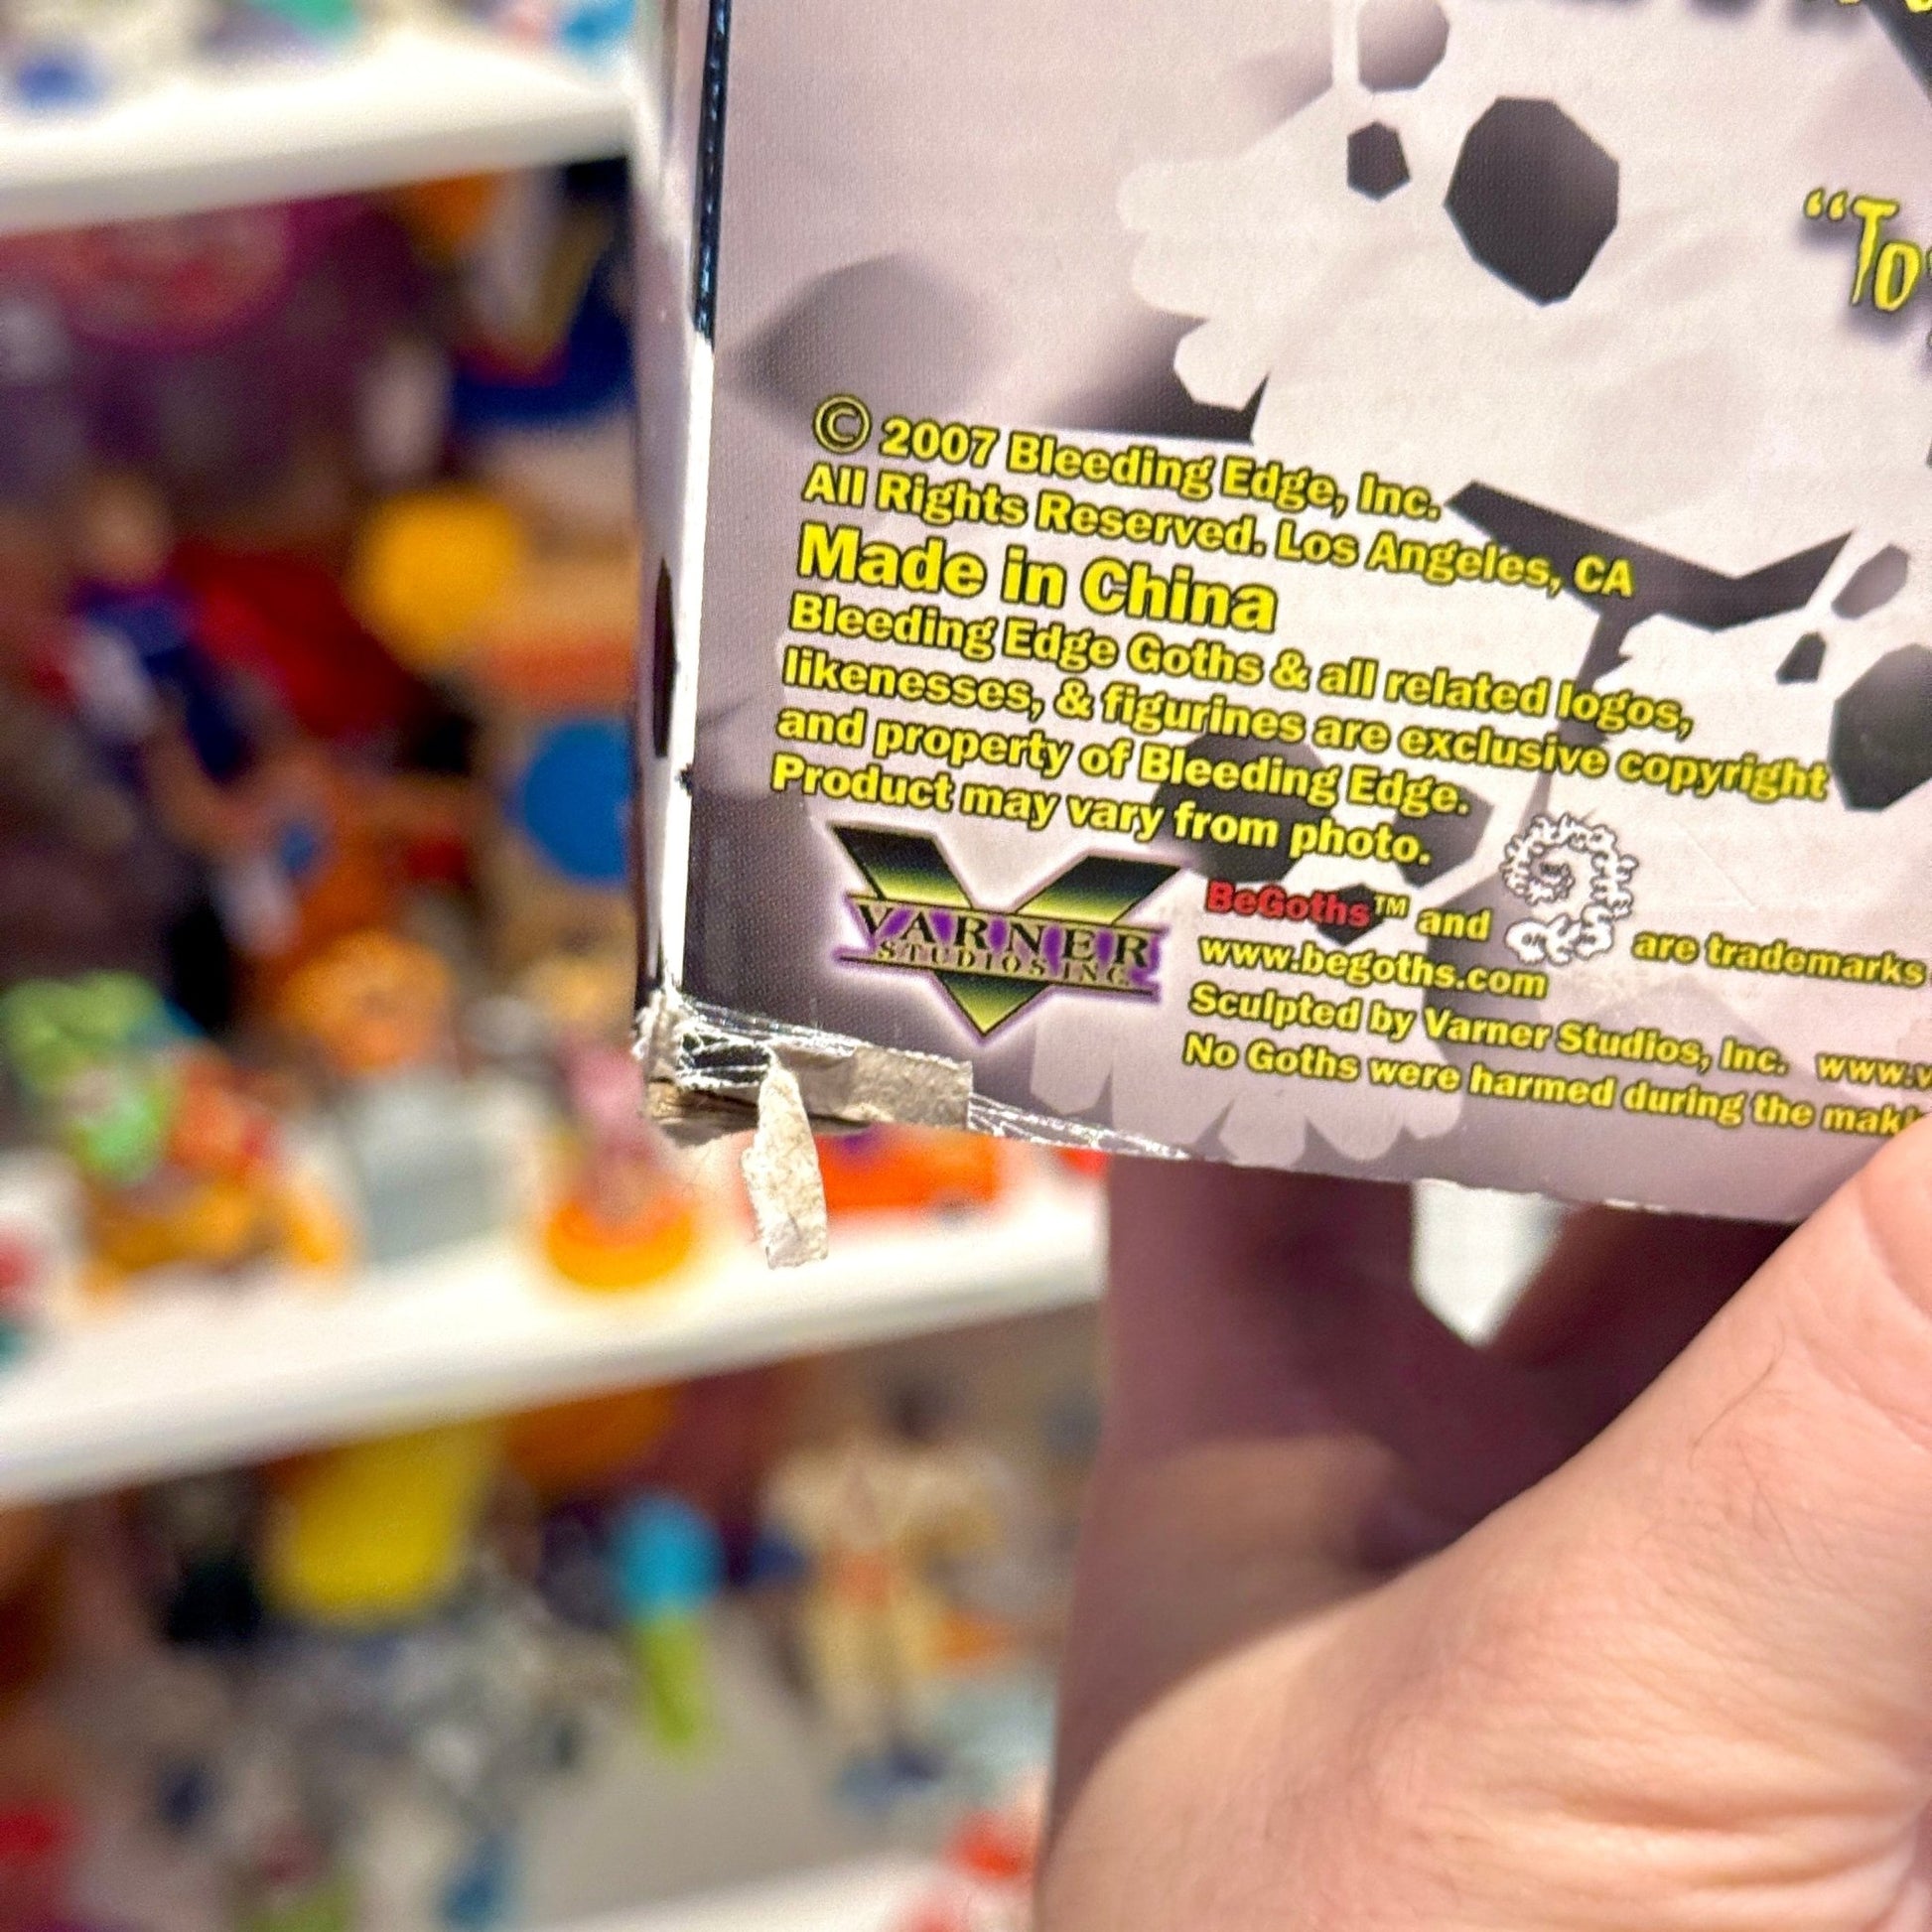 “To
© 2007 Bleeding Edge, Inc.
All Rights Reserved. Los Angeles, CA
Made in China
Bleeding Edge Goths & all related logos,
likenesses, & figurines are exclusive copyright
and property of Bleeding Edge.
Product may vary from photo.
VARNER
STUDIOS INC.
BeGoths™ and are trademarks
www.begoths.com
Sculpted by Varner Studios, Inc. www.v
No Goths were harmed during the maki